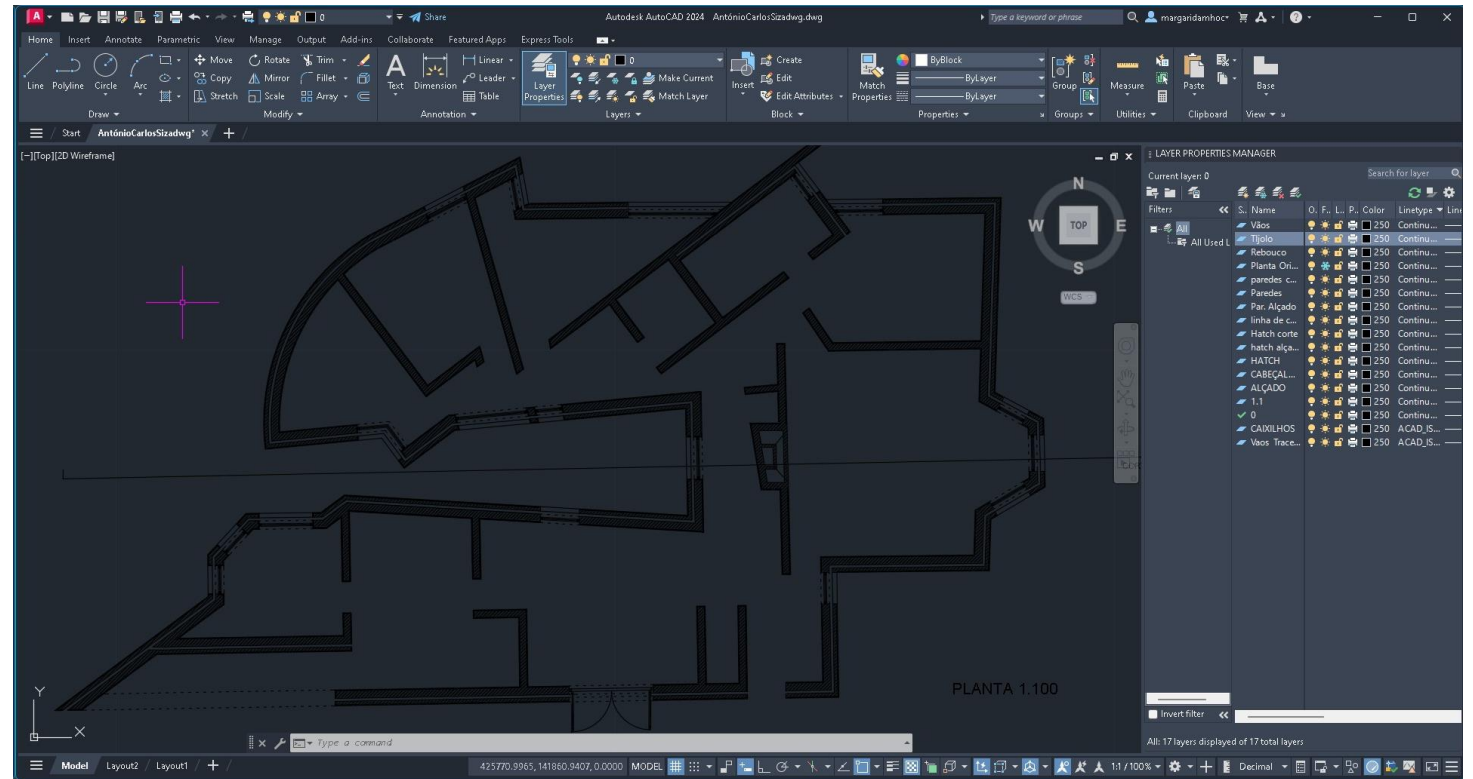 A 0 Share Autodesk AutoCAD 2024 AntónioCarlosSizadwg.dwg Type a keyword or phrase margaridamhoc
Home Insert Annotate Parametric View Manage Output Add-ins Collaborate Featured Apps Express Tools
Line Polyline Circle Arc
Move Rotate Trim
Copy Mirror Fillet
Stretch Scale Array
Text Dimension
Linear
Leader
Table
Layer Properties
0
Make Current
Match Layer
Insert
Create
Edit
Edit Attributes
Match Properties
ByBlock
ByLayer
ByLayer
Group
Measure
Paste
Base
Draw Modify Annotation Layers Block Properties Groups Utilities Clipboard View
Start AntónioCarlosSizadwg*
[−][Top][2D Wireframe]
N
W TOP E
S
WCS
PLANTA 1.100
Y
X
Type a command
LAYER PROPERTIES MANAGER
Current layer: 0 Search for layer
Filters
All
All Used L
S.. Name O.. F.. L.. P.. Color Linetype Line
Vãos 250 Continu...
TIjolo 250 Continu...
Rebouco 250 Continu...
Planta Ori... 250 Continu...
paredes c... 250 Continu...
Paredes 250 Continu...
Par. Alçado 250 Continu...
linha de c... 250 Continu...
Hatch corte 250 Continu...
hatch alça... 250 Continu...
HATCH 250 Continu...
CABEÇAL... 250 Continu...
ALÇADO 250 Continu...
1.1 250 Continu...
0 250 Continu...
CAIXILHOS 250 ACAD_IS...
Vaos Trace... 250 ACAD_IS...
Invert filter
All: 17 layers displayed of 17 total layers
Model Layout2 Layout1
425770.9965, 141860.9407, 0.0000 MODEL 1:1 / 100% Decimal